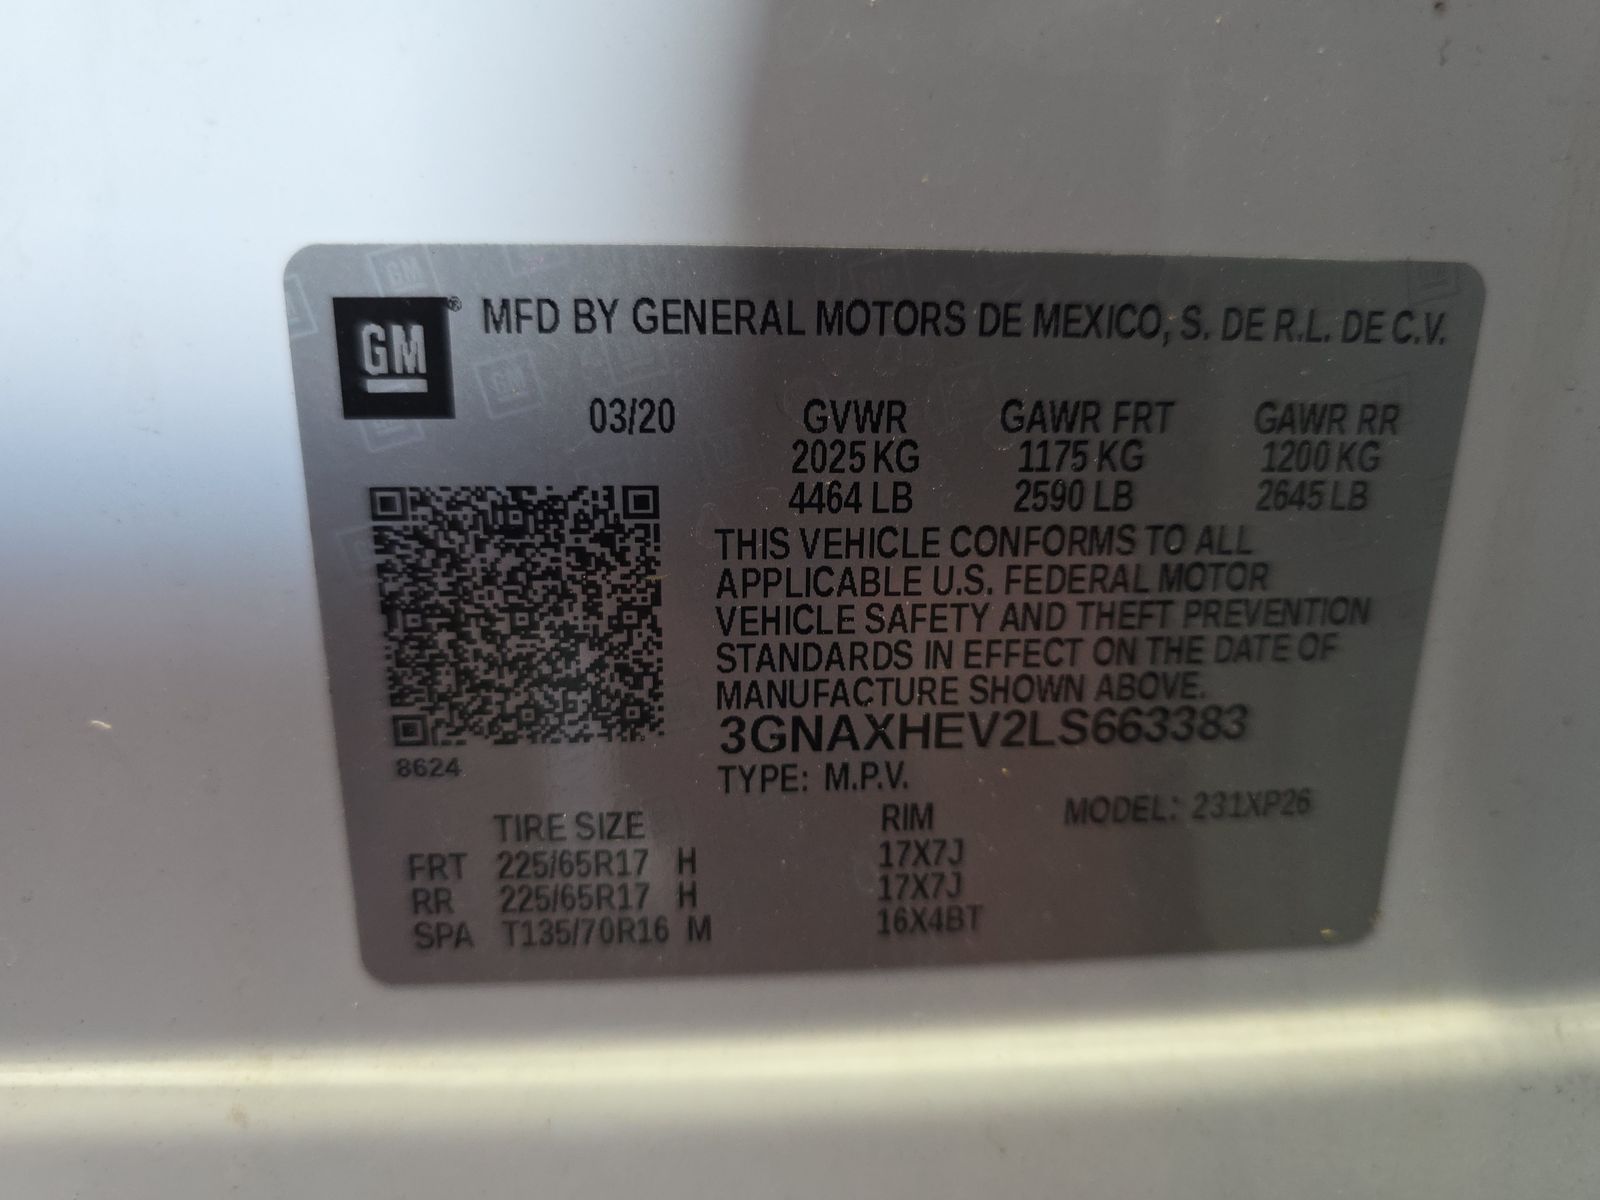 GM® MFD BY GENERAL MOTORS DE MEXICO, S. DE R.L. DE C.V.
03/20 GVWR GAWR FRT GAWR RR
2025 KG 1175 KG 1200 KG
4464 LB 2590 LB 2645 LB
THIS VEHICLE CONFORMS TO ALL
APPLICABLE U.S. FEDERAL MOTOR
VEHICLE SAFETY AND THEFT PREVENTION
STANDARDS IN EFFECT ON THE DATE OF
MANUFACTURE SHOWN ABOVE.
3GNAXHEV2LS663383
8624
TYPE: M.P.V.
TIRE SIZE RIM MODEL: 231XP26
FRT 225/65R17 H 17X7J
RR 225/65R17 H 17X7J
SPA T135/70R16 M 16X4BT